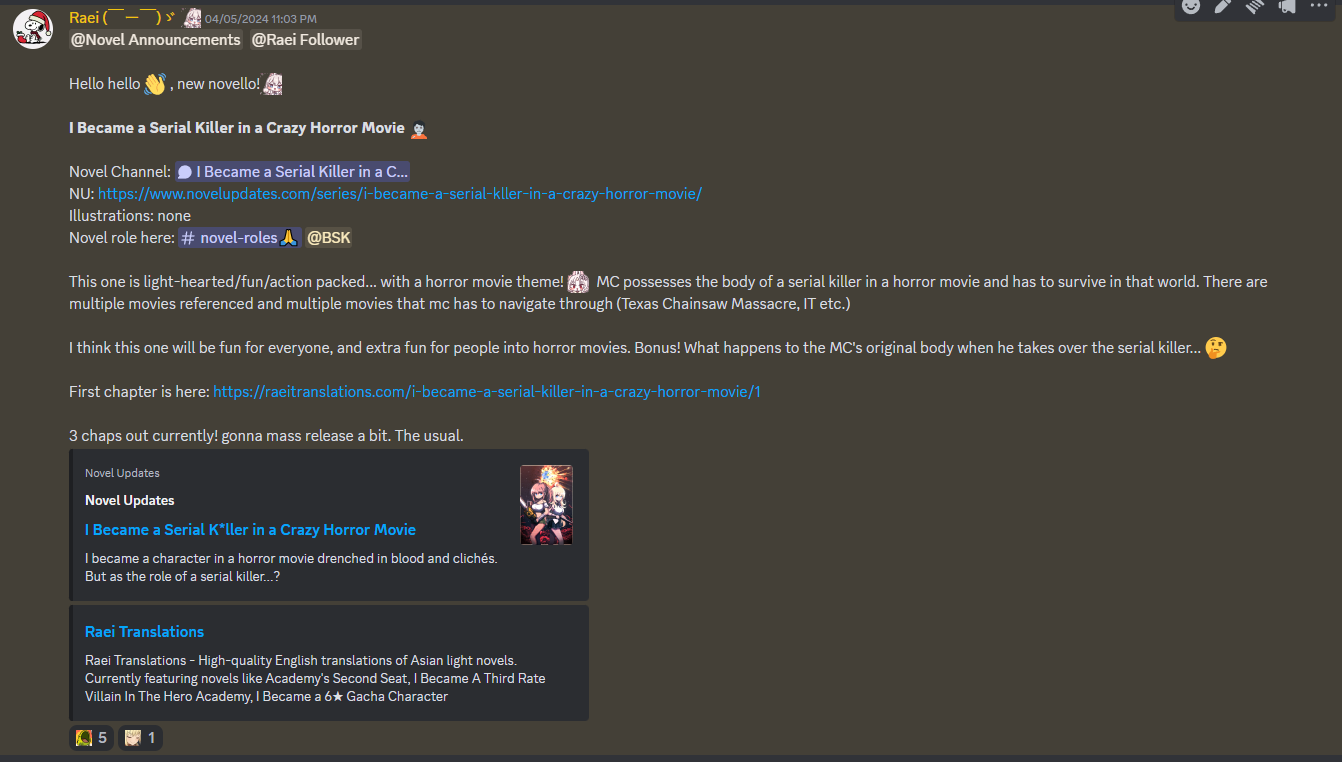 Raei (￣ー￣)ゞ 04/05/2024 11:03 PM
@Novel Announcements @Raei Follower
Hello hello 👋 , new novello!
I Became a Serial Killer in a Crazy Horror Movie
Novel Channel: I Became a Serial Killer in a C...
NU: https://www.novelupdates.com/series/i-became-a-serial-kller-in-a-crazy-horror-movie/
Illustrations: none
Novel role here: # novel-roles🙏 @BSK
This one is light-hearted/fun/action packed... with a horror movie theme! MC possesses the body of a serial killer in a horror movie and has to survive in that world. There are
multiple movies referenced and multiple movies that mc has to navigate through (Texas Chainsaw Massacre, IT etc.)
I think this one will be fun for everyone, and extra fun for people into horror movies. Bonus! What happens to the MC's original body when he takes over the serial killer... 🤔
First chapter is here: https://raeitranslations.com/i-became-a-serial-killer-in-a-crazy-horror-movie/1
3 chaps out currently! gonna mass release a bit. The usual.
Novel Updates
Novel Updates
I Became a Serial K*ller in a Crazy Horror Movie
I became a character in a horror movie drenched in blood and clichés.
But as the role of a serial killer...?
Raei Translations
Raei Translations - High-quality English translations of Asian light novels.
Currently featuring novels like Academy's Second Seat, I Became A Third Rate
Villain In The Hero Academy, I Became a 6★ Gacha Character
5 1